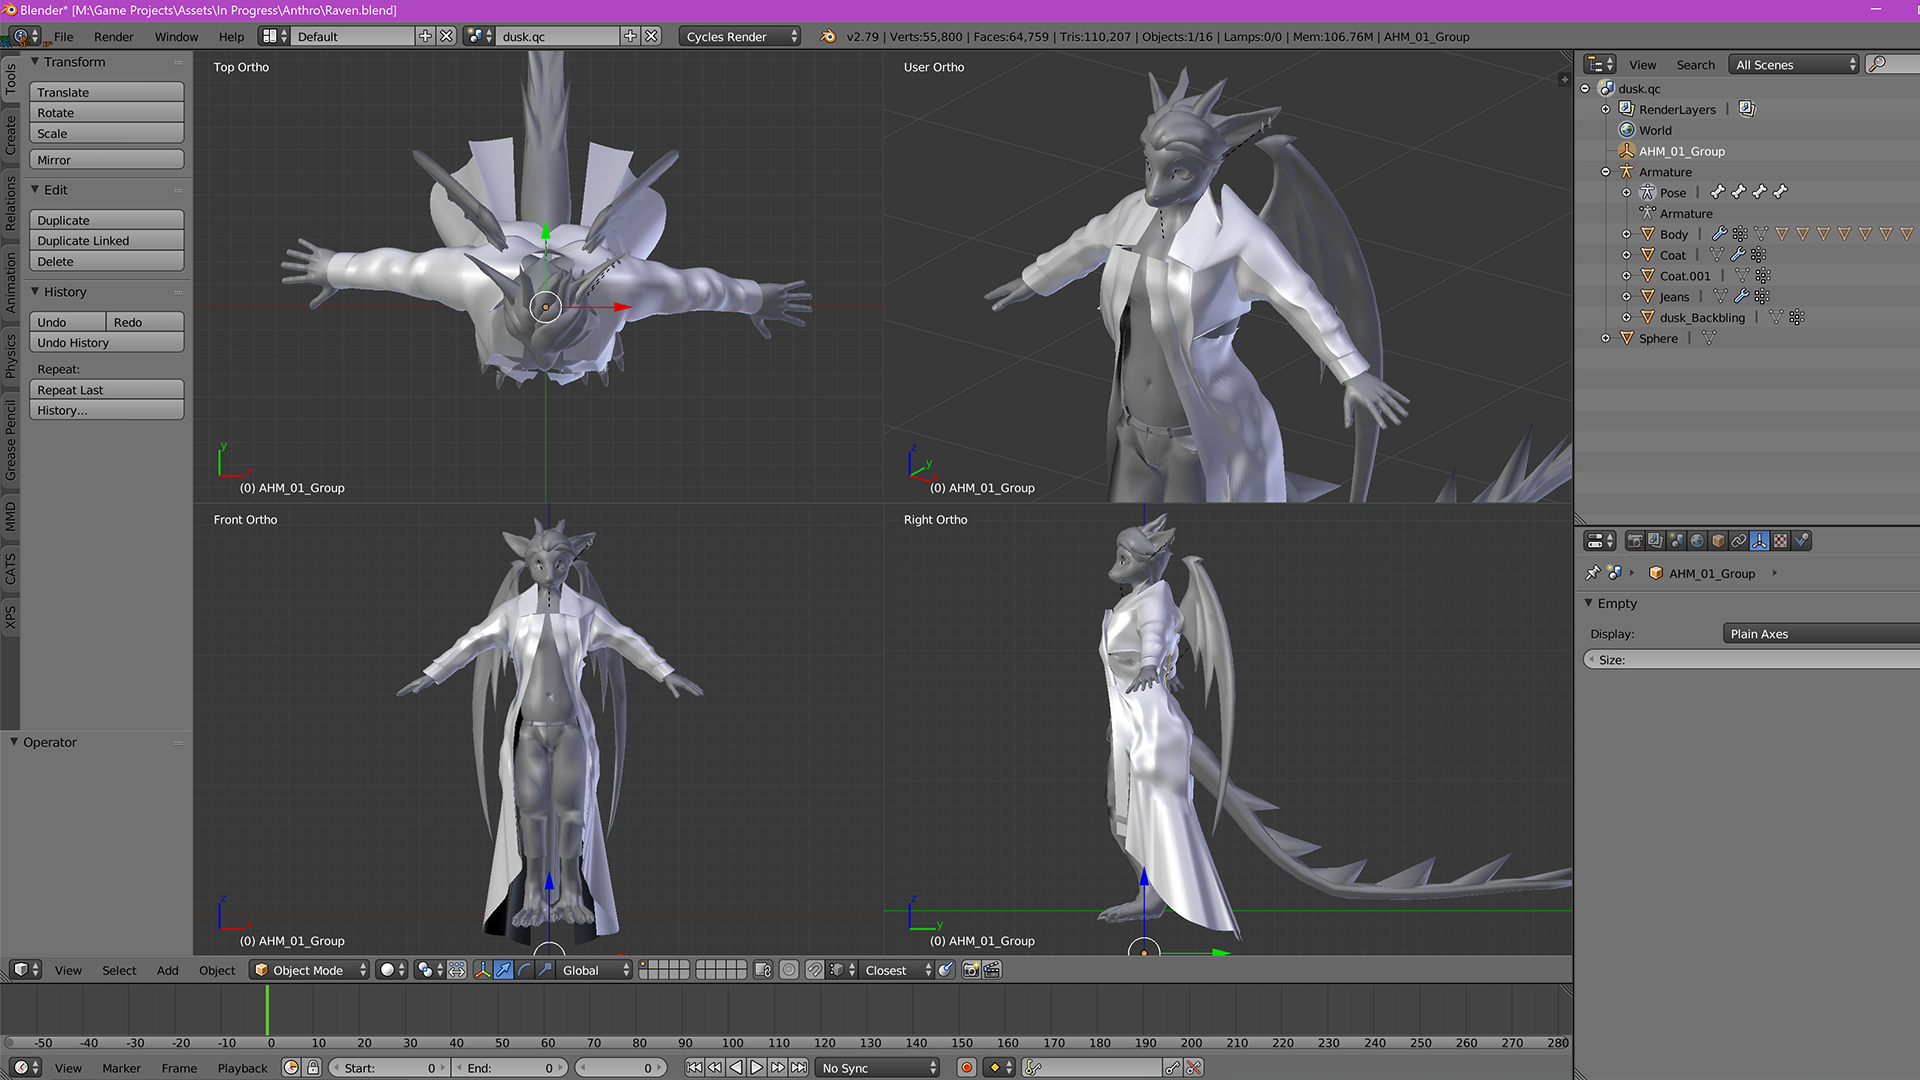 Blender* [M:\Game Projects\Assets\In Progress\Anthro\Raven.blend]
File Render Window Help Default dusk.qc Cycles Render v2.79 | Verts:55,800 | Faces:64,759 | Tris:110,207 | Objects:1/16 | Lamps:0/0 | Mem:106.76M | AHM_01_Group
Tools
Create
Relations
Animation
Physics
Grease Pencil
MMD
CATS
XPS
Transform
Translate
Rotate
Scale
Mirror
Edit
Duplicate
Duplicate Linked
Delete
History
Undo Redo
Undo History
Repeat:
Repeat Last
History...
Operator
Top Ortho
y
x
(0) AHM_01_Group
User Ortho
z
y
x
(0) AHM_01_Group
Front Ortho
z
x
(0) AHM_01_Group
Right Ortho
z
y
(0) AHM_01_Group
View Search All Scenes
dusk.qc
RenderLayers |
World
AHM_01_Group
Armature
Pose |
Armature
Body |
Coat |
Coat.001 |
Jeans |
dusk_Backbling |
Sphere |
AHM_01_Group
Empty
Display: Plain Axes
Size:
View Select Add Object Object Mode Global Closest
-50 -40 -30 -20 -10 0 10 20 30 40 50 60 70 80 90 100 110 120 130 140 150 160 170 180 190 200 210 220 230 240 250 260 270 280
View Marker Frame Playback Start: 0 End: 0 0 No Sync